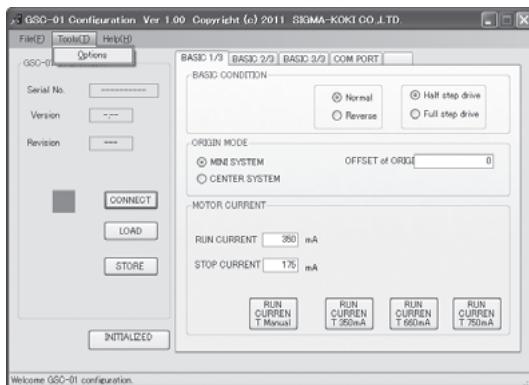 GSC-01 Configuration Ver 1.00 Copyright (c) 2011 SIGMA-KOKI CO.,LTD.
File(F) Tools(T) Help(H)
Options
Serial No. ----------
Version -.--
Revision ---
CONNECT
LOAD
STORE
INITIALIZED
BASIC 1/3 BASIC 2/3 BASIC 3/3 COM PORT
BASIC CONDITION
Normal
Reverse
Half step drive
Full step drive
ORIGIN MODE
MINI SYSTEM
CENTER SYSTEM
OFFSET of ORIGI 0
MOTOR CURRENT
RUN CURRENT 350 mA
STOP CURRENT 175 mA
RUN CURREN T Manual
RUN CURREN T 350mA
RUN CURREN T 660mA
RUN CURREN T 750mA
Welcome GSC-01 configuration.